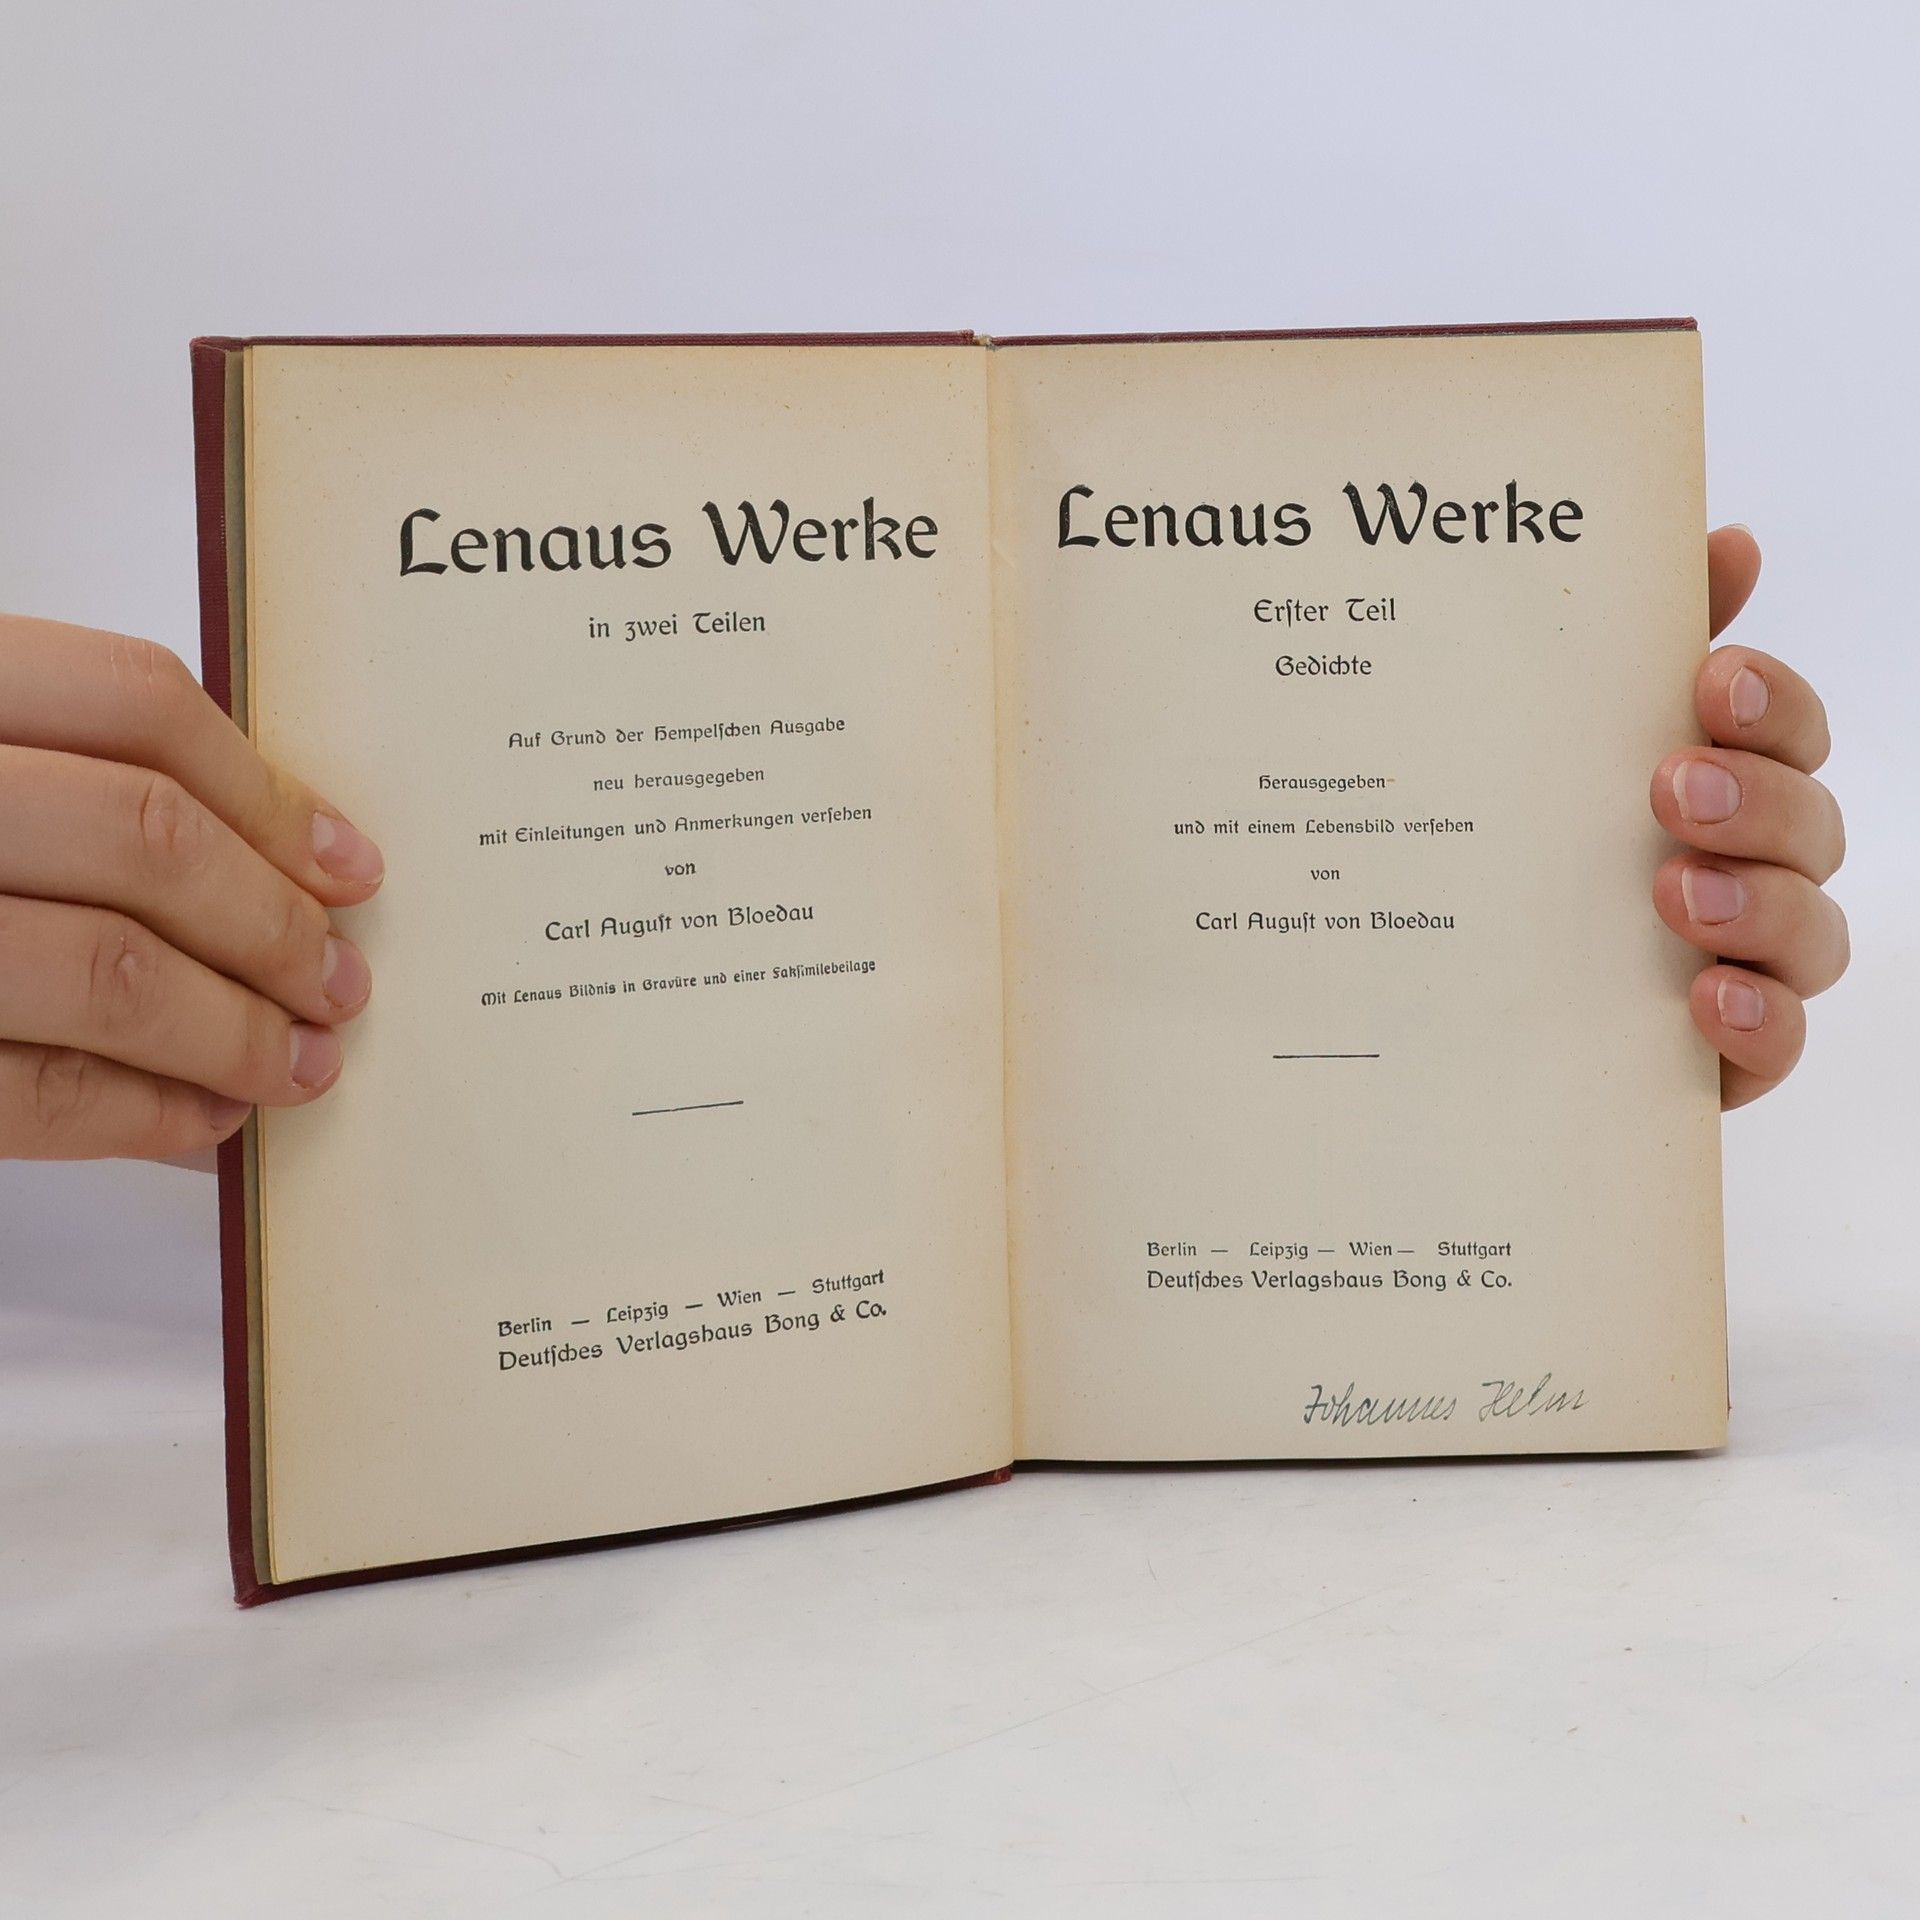 Lenaus Werke
in zwei Teilen
Auf Grund der Hempelſchen Ausgabe
neu herausgegeben
mit Einleitungen und Anmerkungen verſehen
von
Carl Auguſt von Bloedau
Mit Lenaus Bildnis in Gravüre und einer Fakſimilebeilage
Berlin — Leipzig — Wien — Stuttgart
Deutſches Verlagshaus Bong & Co.
Lenaus Werke
Erſter Teil
Gedichte
Herausgegeben
und mit einem Lebensbild verſehen
von
Carl Auguſt von Bloedau
Berlin — Leipzig — Wien — Stuttgart
Deutſches Verlagshaus Bong & Co.
Johannes Helm